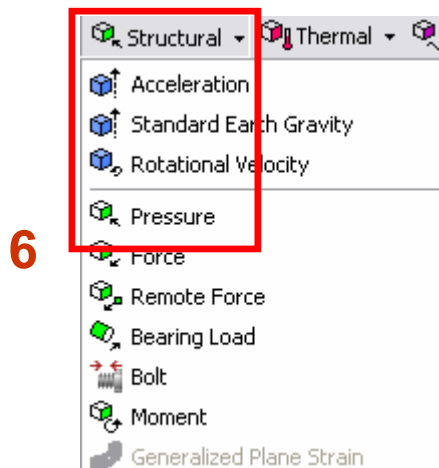 Structural Thermal
Acceleration
Standard Earth Gravity
Rotational Velocity
Pressure
6
Force
Remote Force
Bearing Load
Bolt
Moment
Generalized Plane Strain